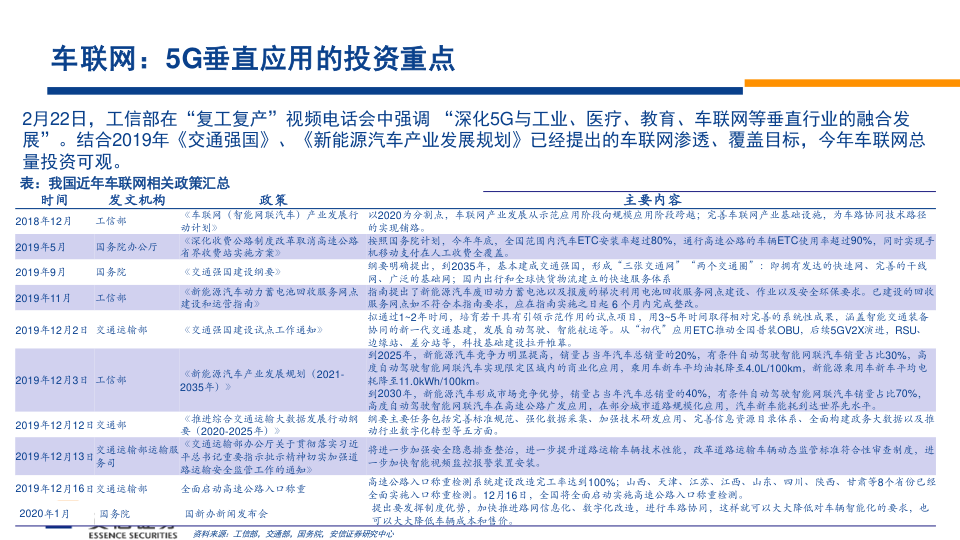 车联网：5G垂直应用的投资重点
2月22日，工信部在“复工复产”视频电话会中强调 “深化5G与工业、医疗、教育、车联网等垂直行业的融合发
展”。结合2019年《交通强国》、《新能源汽车产业发展规划》已经提出的车联网渗透、覆盖目标，今年车联网总
量投资可观。
表：我国近年车联网相关政策汇总
时间 发文机构 政策 主要内容
2018年12月 工信部 《车联网（智能网联汽车）产业发展行
动计划》 以2020为分割点，车联网产业发展从示范应用阶段向规模应用阶段跨越；完善车联网产业基础设施，为车路协同技术路径
的实现铺路。
2019年5月 国务院办公厅 《深化收费公路制度改革取消高速公路
省界收费站实施方案》 按照国务院计划，今年年底，全国范围内汽车ETC安装率超过80%，通行高速公路的车辆ETC使用率超过90%，同时实现手
机移动支付在人工收费全覆盖。
2019年9月 国务院 《交通强国建设纲要》 纲要明确提出，到2035年，基本建成交通强国，形成“三张交通网”“两个交通圈”：即拥有发达的快速网、完善的干线
网、广泛的基础网；国内出行和全球快货物流建立的快速服务体系
2019年11月 工信部 《新能源汽车动力蓄电池回收服务网点
建设和运营指南》 指南提出了新能源汽车废旧动力蓄电池以及报废的梯次利用电池回收服务网点建设、作业以及安全环保要求。已建设的回收
服务网点如不符合本指南要求，应在指南实施之日起 6 个月内完成整改。
2019年12月2日 交通运输部 《交通强国建设试点工作通知》 拟通过1~2年时间，培育若干具有引领示范作用的试点项目，用3~5年时间取得相对完善的系统性成果，涵盖智能交通装备
协同的新一代交通基建，发展自动驾驶、智能航运等。从“初代”应用ETC推动全国普装OBU，后续5GV2X演进，RSU、
边缘站、差分站等，科技基础建设拉开帷幕。
2019年12月3日 工信部 《新能源汽车产业发展规划（2021-
2035年）》 到2025年，新能源汽车竞争力明显提高，销量占当年汽车总销量的20%，有条件自动驾驶智能网联汽车销量占比30%，高
度自动驾驶智能网联汽车实现限定区域内的商业化应用，乘用车新车平均油耗降至4.0L/100km，新能源乘用车新车平均电
耗降至11.0kWh/100km。
到2030年，新能源汽车形成市场竞争优势，销量占当年汽车总销量的40%，有条件自动驾驶智能网联汽车销量占比70%，
高度自动驾驶智能网联汽车在高速公路广发应用，在部分城市道路规模化应用，汽车新车能耗到达世界先水平。
2019年12月12日 交通部 《推进综合交通运输大数据发展行动纲
要（2020-2025年）》 纲要主要任务包括完善标准规范、强化数据采集、加强技术研发应用、完善信息资源目录体系、全面构建政务大数据以及推
动行业数字化转型等五方面。
2019年12月13日 交通运输部运输服
务司 《交通运输部办公厅关于贯彻落实习近
平总书记重要指示批示精神切实加强道
路运输安全监管工作的通知》 将进一步加强安全隐患排查整治，进一步提升道路运输车辆技术性能，改革道路运输车辆动态监管标准符合性审查制度，进
一步加快智能视频监控报警装置安装。
2019年12月16日 交通运输部 全面启动高速公路入口称重 高速公路入口称重检测系统建设改造完工率达到100%；山西、天津、江苏、江西、山东、四川、陕西、甘肃等8个省份已经
全面实施入口称重检测。12月16日，全国将全面启动实施高速公路入口称重检测。
2020年1月 国务院 国新办新闻发布会 提出要发挥制度优势，加快推进路网信息化、数字化改造，进行车路协同，这样就可以大大降低对车辆智能化的要求，也
可以大大降低车辆成本和售价。
安信证券
ESSENCE SECURITIES
资料来源：工信部，交通部，国务院，安信证券研究中心